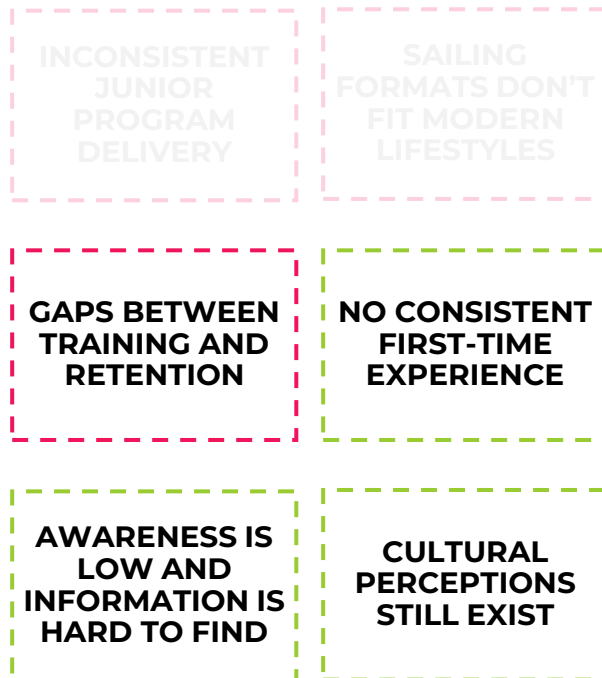 INCONSISTENT
JUNIOR
PROGRAM
DELIVERY
SAILING
FORMATS DON'T
FIT MODERN
LIFESTYLES
GAPS BETWEEN
TRAINING AND
RETENTION
NO CONSISTENT
FIRST-TIME
EXPERIENCE
AWARENESS IS
LOW AND
INFORMATION IS
HARD TO FIND
CULTURAL
PERCEPTIONS
STILL EXIST